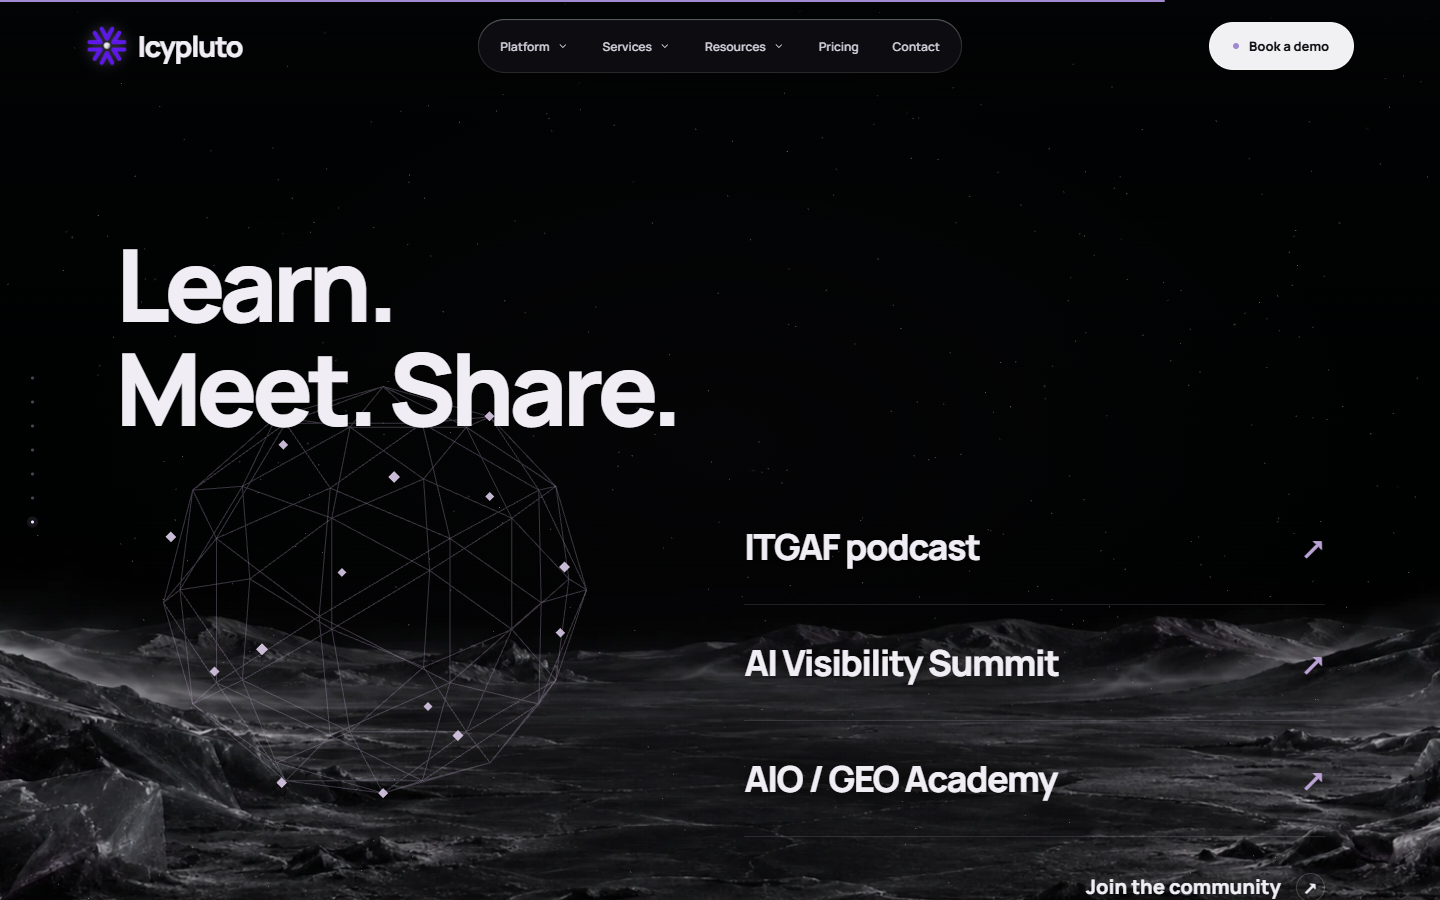 Icypluto
Platform
Services
Resources
Pricing
Contact
Book a demo
Learn.
Meet. Share.
ITGAF podcast
AI Visibility Summit
AIO / GEO Academy
Join the community